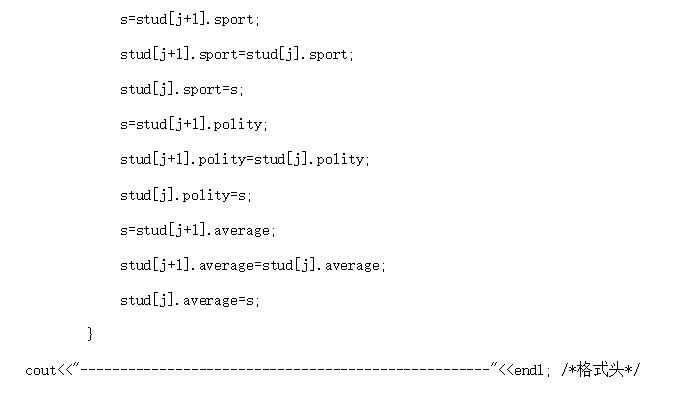 s=stud[j+1].sport;
stud[j+1].sport=stud[j].sport;
stud[j].sport=s;
s=stud[j+1].polity;
stud[j+1].polity=stud[j].polity;
stud[j].polity=s;
s=stud[j+1].average;
stud[j+1].average=stud[j].average;
stud[j].average=s;
}
cout<<"---------------------------------------------------"<<endl; /*格式头*/